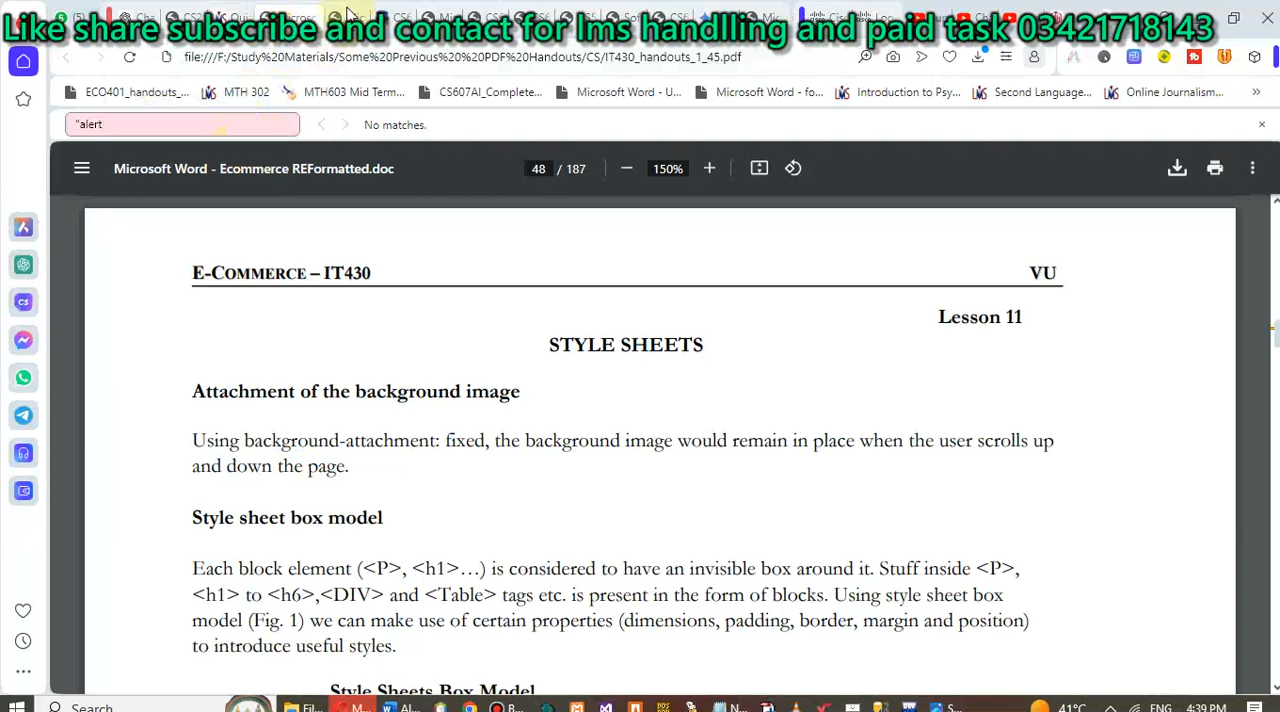 Like share subscribe and contact for lms handlling and paid task 03421718143
file:///F:/Study%20Materials/Some%20Previous%20%20PDF%20Handouts/CS/IT430_handouts_1_45.pdf
ECO401_handouts_... MTH 302 MTH603 Mid Term... CS607AI_Complete... Microsoft Word - U... Microsoft Word - fo... Introduction to Psy... Second Language... Online Journalism... »
"alert No matches.
Microsoft Word - Ecommerce REFormatted.doc 48 / 187 150%
E-COMMERCE – IT430 VU
Lesson 11
STYLE SHEETS
Attachment of the background image
Using background-attachment: fixed, the background image would remain in place when the user scrolls up
and down the page.
Style sheet box model
Each block element (<P>, <h1>…) is considered to have an invisible box around it. Stuff inside <P>,
<h1> to <h6>,<DIV> and <Table> tags etc. is present in the form of blocks. Using style sheet box
model (Fig. 1) we can make use of certain properties (dimensions, padding, border, margin and position)
to introduce useful styles.
Style Sheets Box Model
Search 41°C ENG 4:39 PM